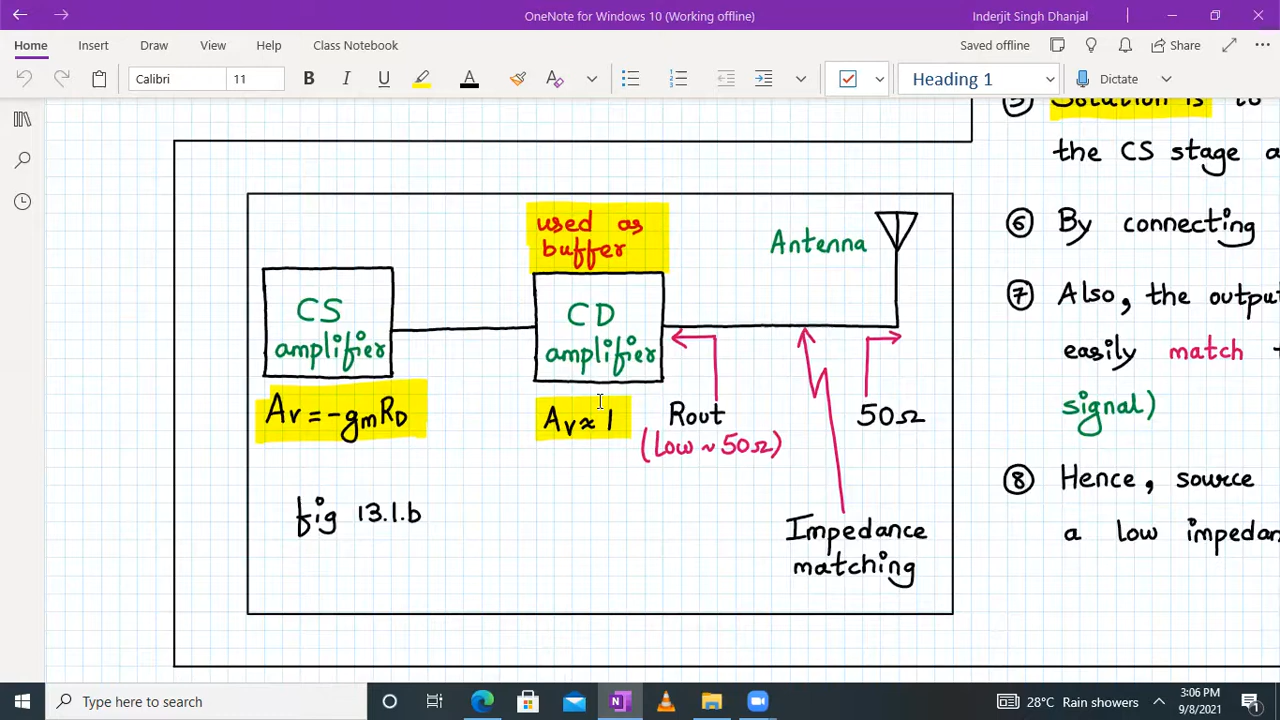 OneNote for Windows 10 (Working offline)
Inderjit Singh Dhanjal
Home Insert Draw View Help Class Notebook
Saved offline
Share
Calibri 11 B I U A
Heading 1
Dictate
used as
buffer
Antenna
CS
amplifier
CD
amplifier
Av = -gmRD
Av ≈ 1
Rout
(Low ~ 50Ω)
50Ω
fig 13.1.b
Impedance
matching
⑤ Solution is to
the CS stage a
⑥ By connecting
⑦ Also, the output
easily match
signal)
⑧ Hence, source
a low impedan
Type here to search
28°C Rain showers
3:06 PM
9/8/2021
1